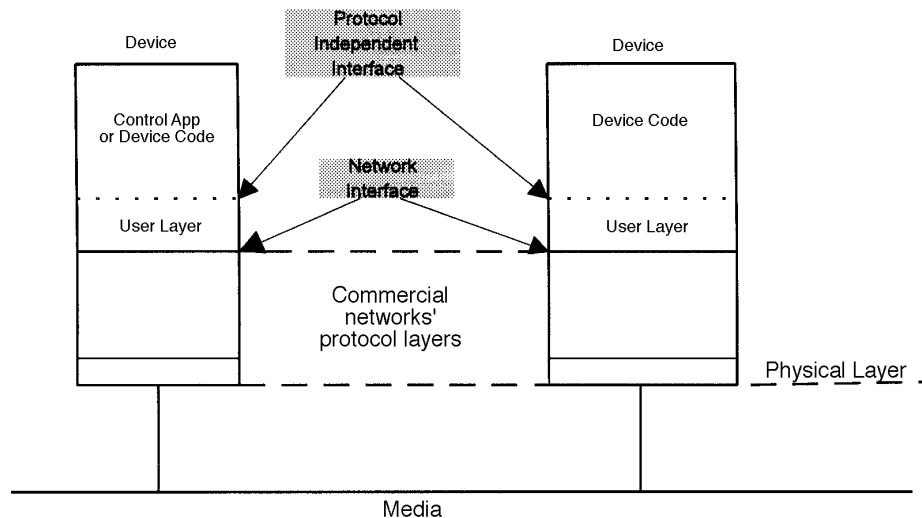 Protocol
Independent
Interface
Device
Device
Control App
or Device Code
Device Code
Network
Interface
User Layer
User Layer
Commercial
networks'
protocol layers
Physical Layer
Media